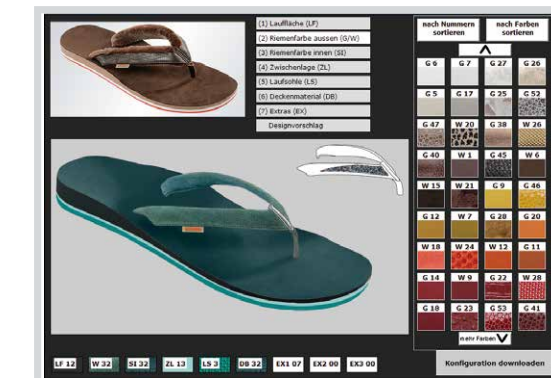 (1) Lauffläche (LF)
(2) Riemenfarbe aussen (G/W)
(3) Riemenfarbe innen (SI)
(4) Zwischenlage (ZL)
(5) Laufsohle (LS)
(6) Deckenmaterial (DB)
(7) Extras (EX)
Designvorschlag
nach Nummern sortieren
nach Farben sortieren
G 6 G 7 G 27 G 26
G 5 G 17 G 25 G 52
G 47 W 20 G 38 W 26
G 40 W 1 G 45 W 6
W 15 W 21 G 9 G 46
G 12 W 7 G 28 G 20
W 18 W 24 W 12 G 11
G 14 W 9 G 22 W 28
G 18 G 23 G 53 G 41
mehr Farben
LF 12 W 32 SI 32 ZL 13 LS 3 DB 32 EX1 07 EX2 00 EX3 00
Konfiguration downloaden